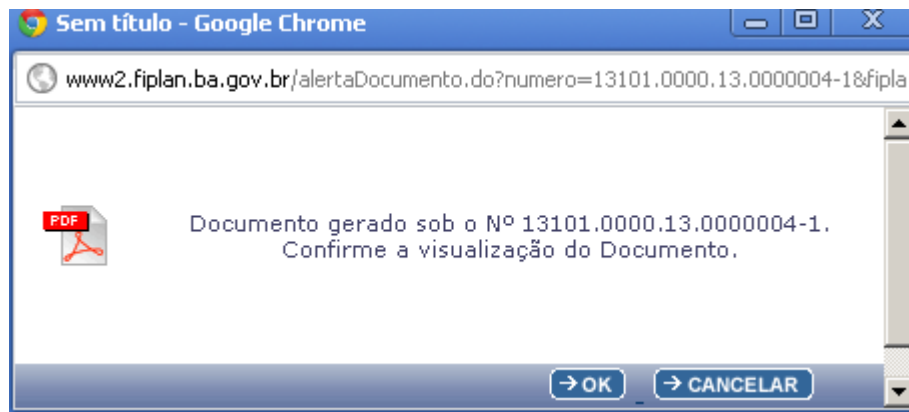 Sem título - Google Chrome
www2.fiplan.ba.gov.br/alertaDocumento.do?numero=13101.0000.13.0000004-1&fipla
PDF
Documento gerado sob o Nº 13101.0000.13.0000004-1.
Confirme a visualização do Documento.
OK CANCELAR